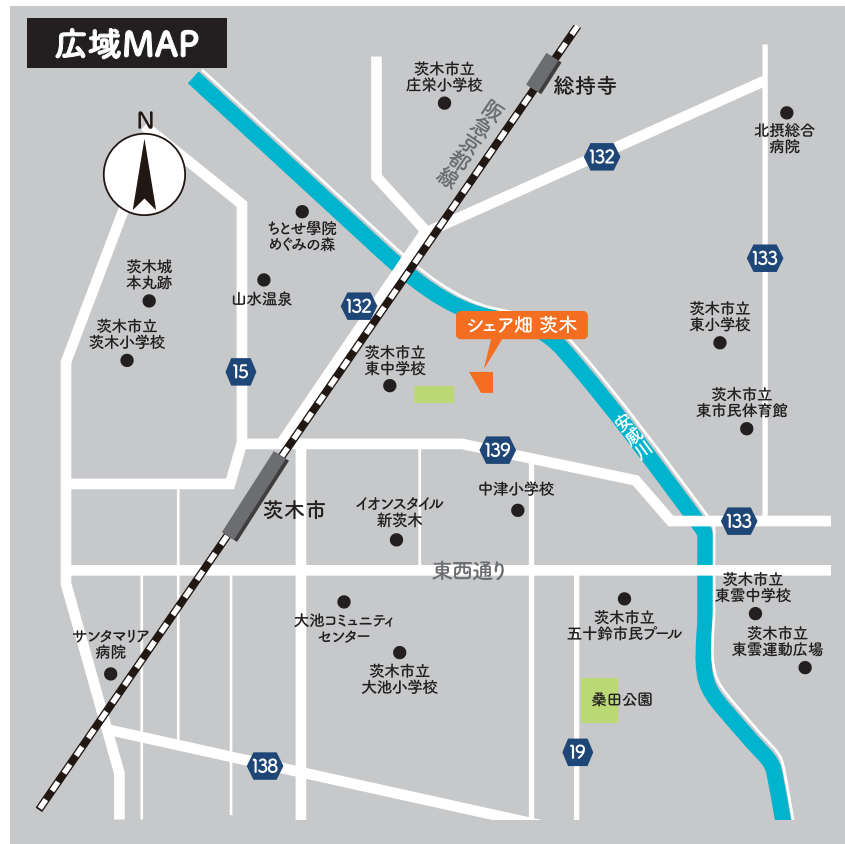 広域MAP
N
茨木市立
庄栄小学校
総持寺
阪急京都線
132
北摂総合
病院
133
ちとせ學院
めぐみの森
茨木城
本丸跡
山水温泉
132
シェア畑 茨木
茨木市立
東小学校
茨木市立
茨木小学校
15
茨木市立
東中学校
茨木市立
東市民体育館
安威川
139
中津小学校
茨木市
イオンスタイル
新茨木
133
東西通り
茨木市立
東雲中学校
大池コミュニティ
センター
茨木市立
五十鈴市民プール
茨木市立
東雲運動広場
サンタマリア
病院
茨木市立
大池小学校
桑田公園
138
19